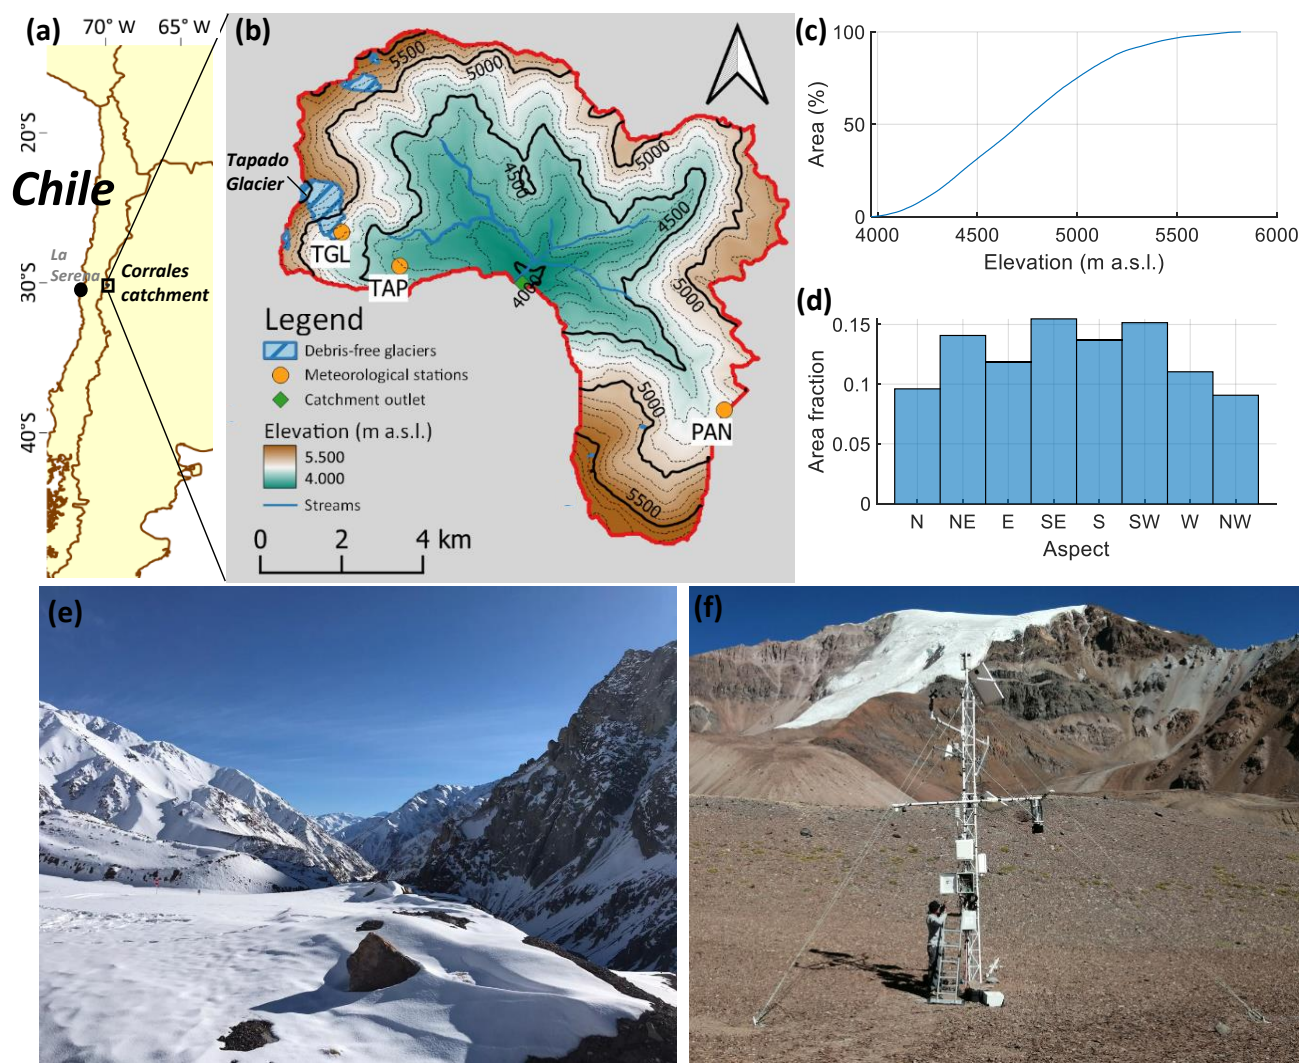 (a)
70° W 65° W
20°S
30°S
40°S
Chile
La
Serena
Corrales
catchment
(b)
5500
5000
5000
4500
4500
5000
4000
5000
5500
Tapado
Glacier
TGL
TAP
PAN
Legend
Debris-free glaciers
Meteorological stations
Catchment outlet
Elevation (m a.s.l.)
5.500
4.000
Streams
0 2 4 km
(c)
100
50
0
Area (%)
4000 4500 5000 5500 6000
Elevation (m a.s.l.)
(d)
0.15
0.1
0.05
0
Area fraction
N NE E SE S SW W NW
Aspect
(e)
(f)